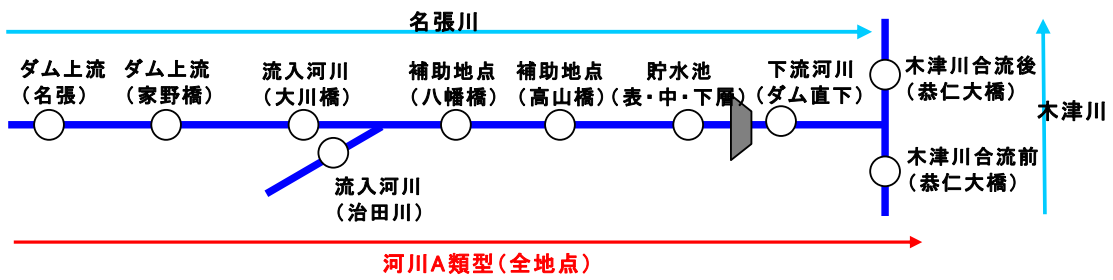 名張川
ダム上流
(名張)
ダム上流
(家野橋)
流入河川
(大川橋)
補助地点
(八幡橋)
補助地点
(高山橋)
貯水池
(表・中・下層)
下流河川
(ダム直下)
木津川合流後
(恭仁大橋)
木津川
木津川合流前
(恭仁大橋)
流入河川
(治田川)
河川A類型(全地点)